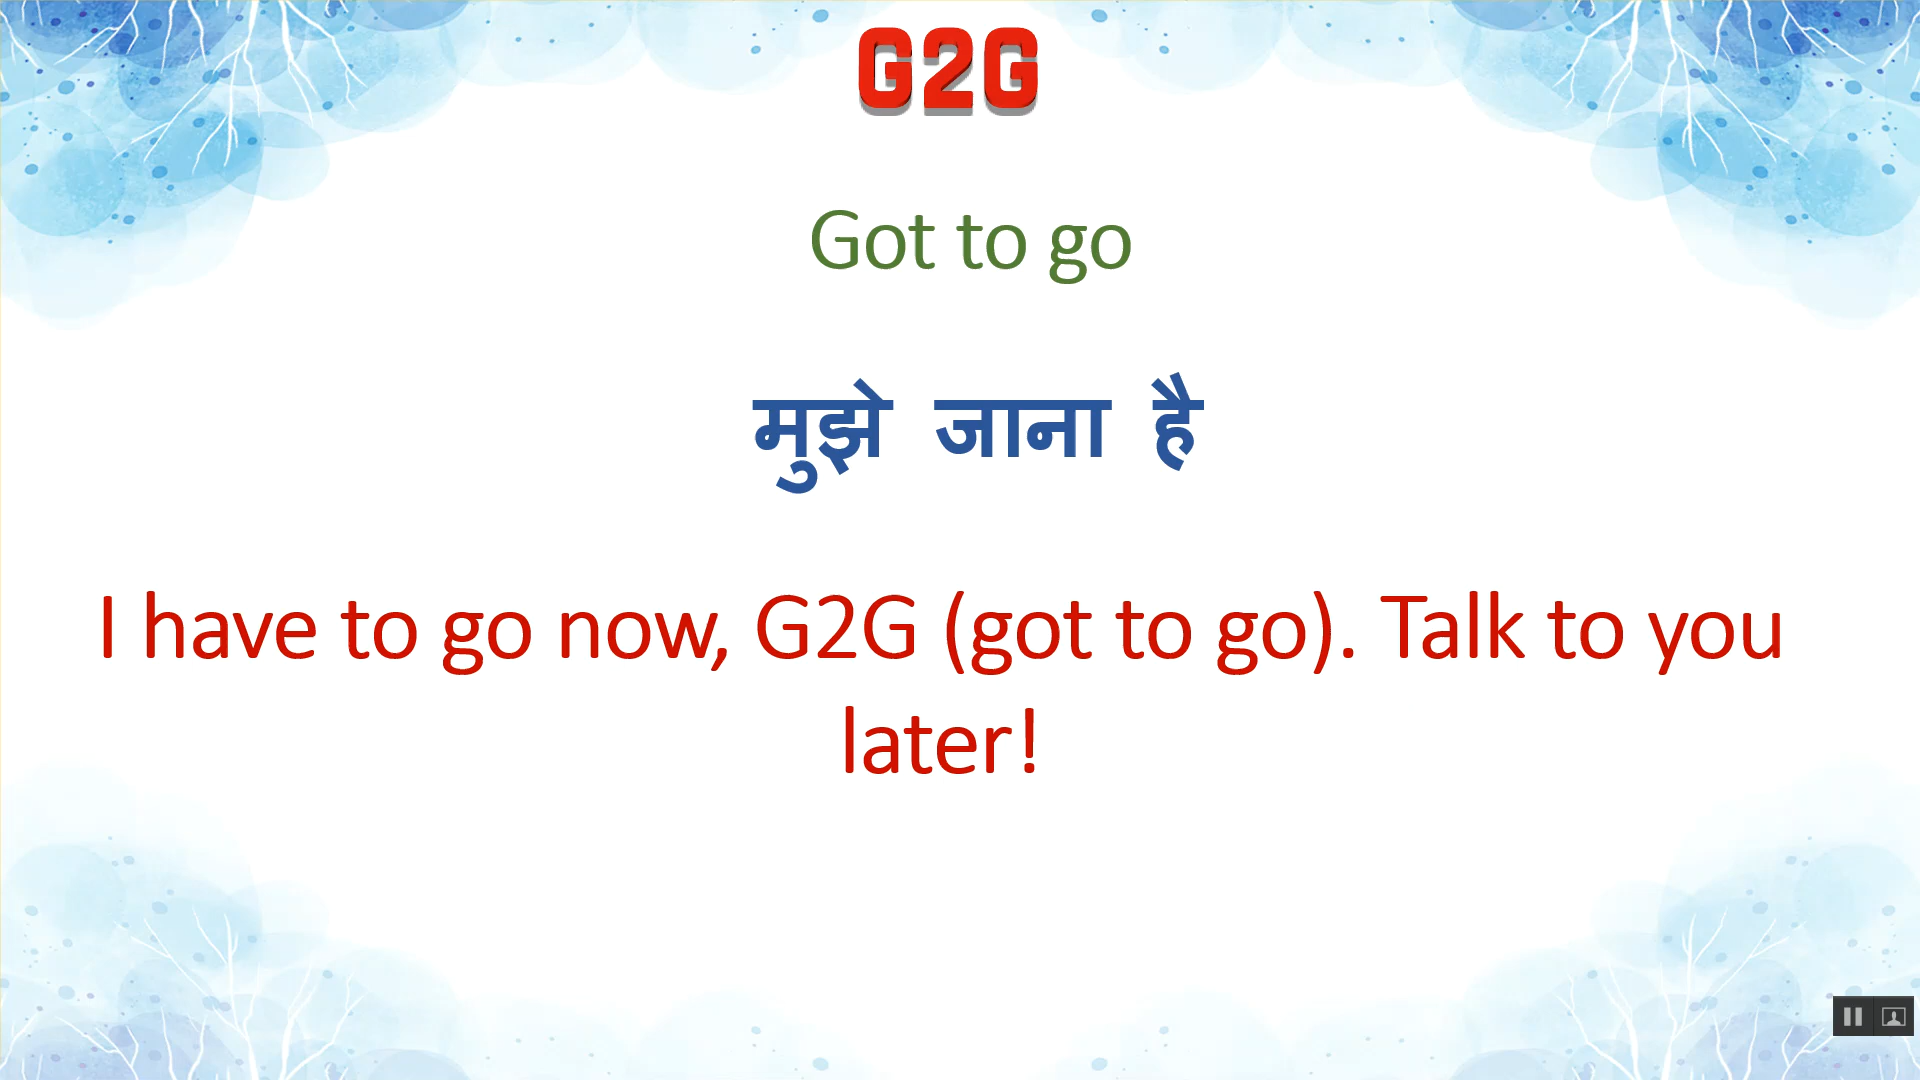 G2G
Got to go
मुझे जाना है
I have to go now, G2G (got to go). Talk to you
later!